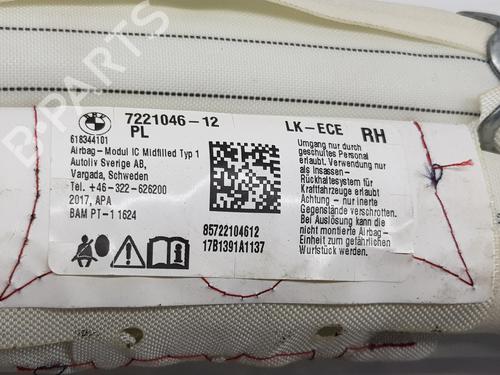 B-PARTS
BMW
7221046-12
PL
LK-ECE RH
618344101
Airbag-Modul IC Midfilled Typ 1
Autoliv Sverige AB,
Vargada, Schweden
Tel. +46-322-626200
2017, APA
BAM PT-1 1624
Umgang nur durch
geschultes Personal
erlaubt. Verwendung nur
als Insassen-
Rückhaltesystem für
Kraftfahrzeuge erlaubt
Achtung - nur inerte
Gegenstände verschrotten.
Bei Auslösung kann die
nicht montierte Airbag-
Einheit zum gefährlichen
Wurfstück werden.
85722104612
17B1391A1137